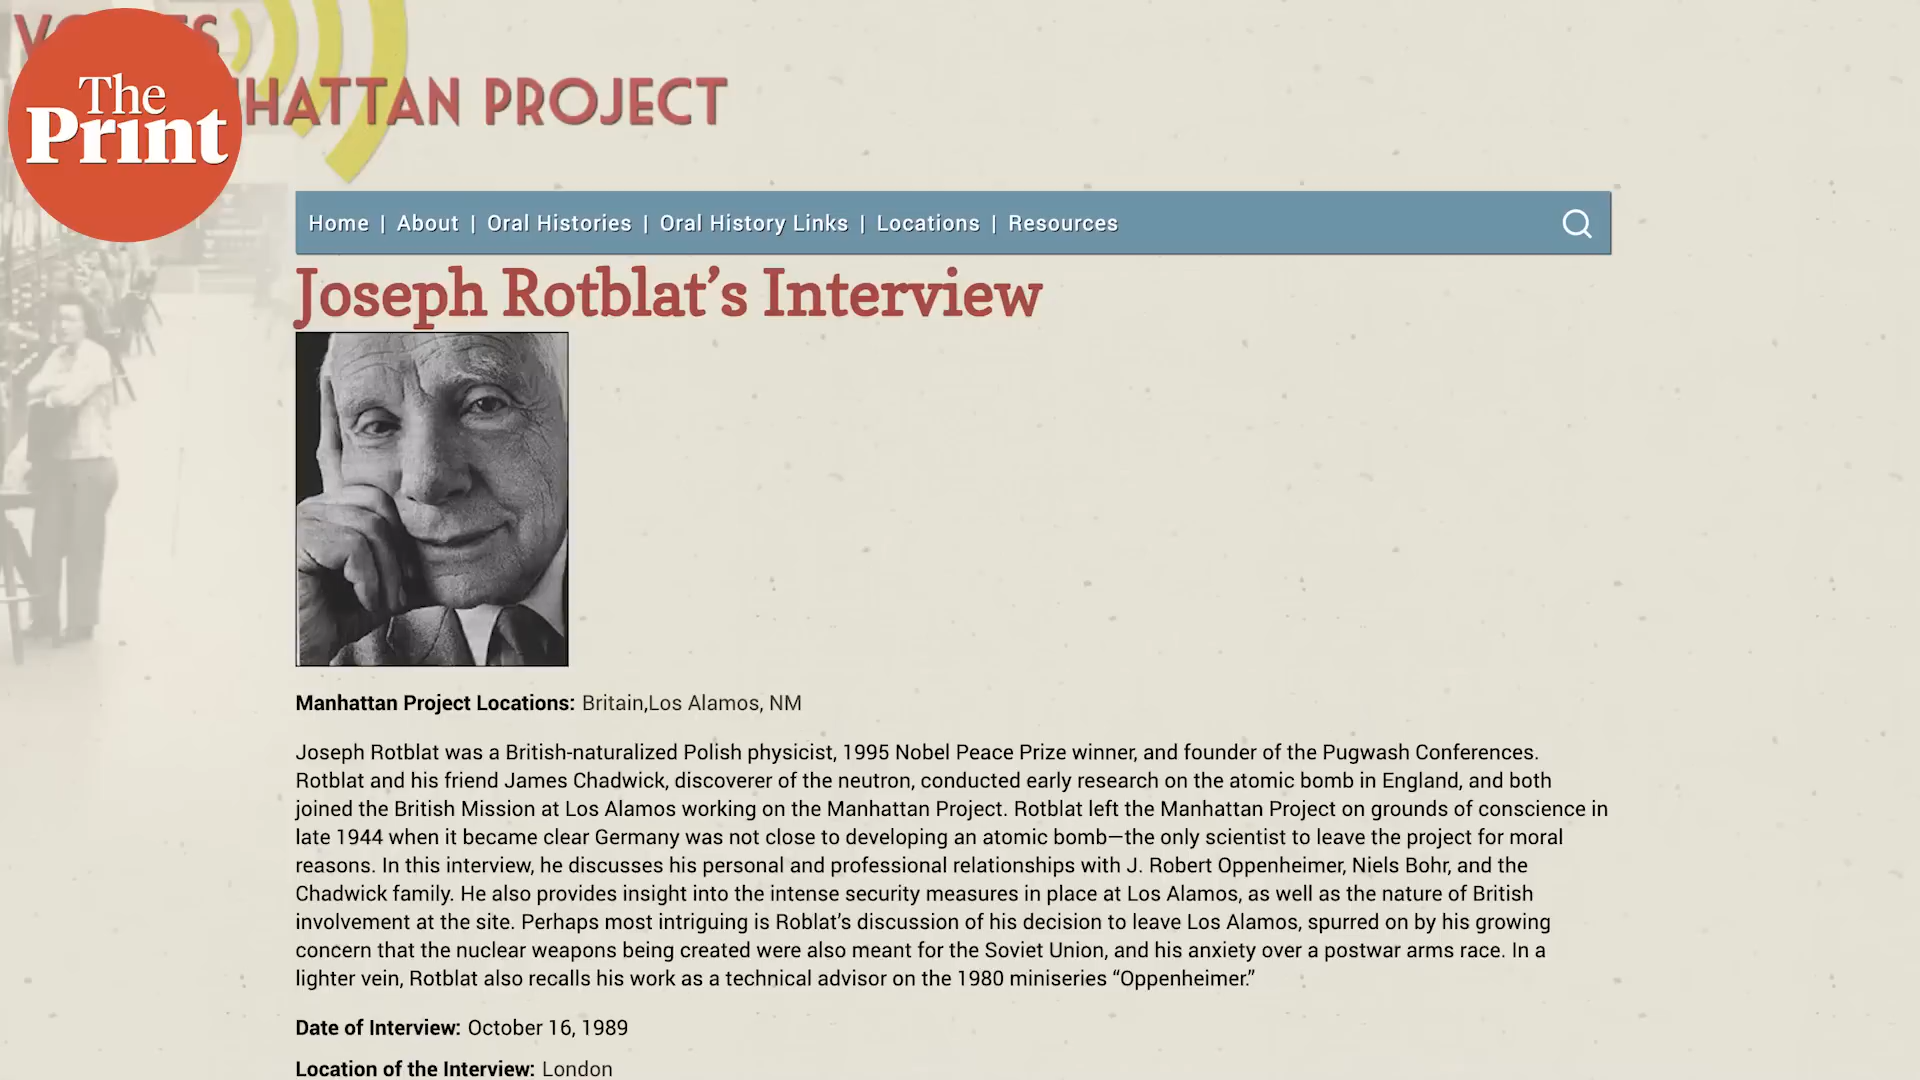 The
Print
HATTAN PROJECT
Home | About | Oral Histories | Oral History Links | Locations | Resources
Joseph Rotblat’s Interview
Manhattan Project Locations: Britain,Los Alamos, NM
Joseph Rotblat was a British-naturalized Polish physicist, 1995 Nobel Peace Prize winner, and founder of the Pugwash Conferences.
Rotblat and his friend James Chadwick, discoverer of the neutron, conducted early research on the atomic bomb in England, and both
joined the British Mission at Los Alamos working on the Manhattan Project. Rotblat left the Manhattan Project on grounds of conscience in
late 1944 when it became clear Germany was not close to developing an atomic bomb—the only scientist to leave the project for moral
reasons. In this interview, he discusses his personal and professional relationships with J. Robert Oppenheimer, Niels Bohr, and the
Chadwick family. He also provides insight into the intense security measures in place at Los Alamos, as well as the nature of British
involvement at the site. Perhaps most intriguing is Roblat’s discussion of his decision to leave Los Alamos, spurred on by his growing
concern that the nuclear weapons being created were also meant for the Soviet Union, and his anxiety over a postwar arms race. In a
lighter vein, Rotblat also recalls his work as a technical advisor on the 1980 miniseries “Oppenheimer.”
Date of Interview: October 16, 1989
Location of the Interview: London